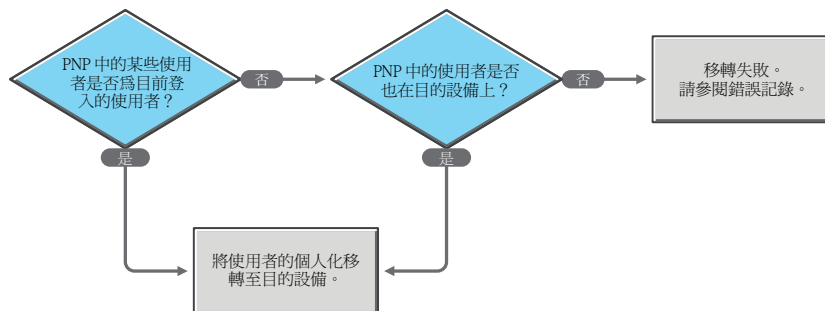 PNP 中的某些使用
者是否為目前登
入的使用者？
否
PNP 中的使用者是否
也在目的設備上？
否
移轉失敗。
請參閱錯誤記錄。
是
是
將使用者的個人化移
轉至目的設備。